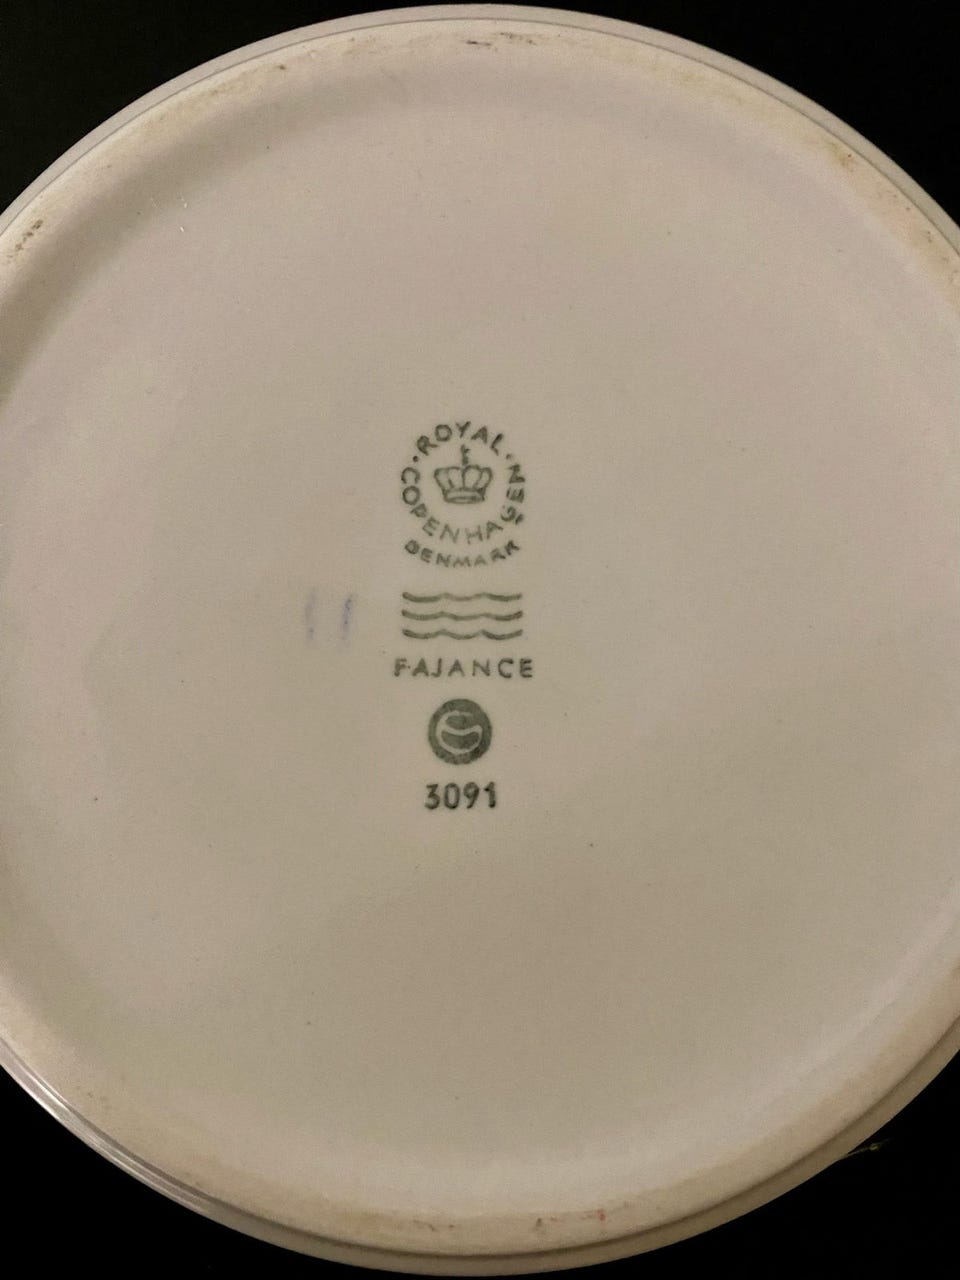 ROYAL
COPENHAGEN
DENMARK
FAJANCE
3091